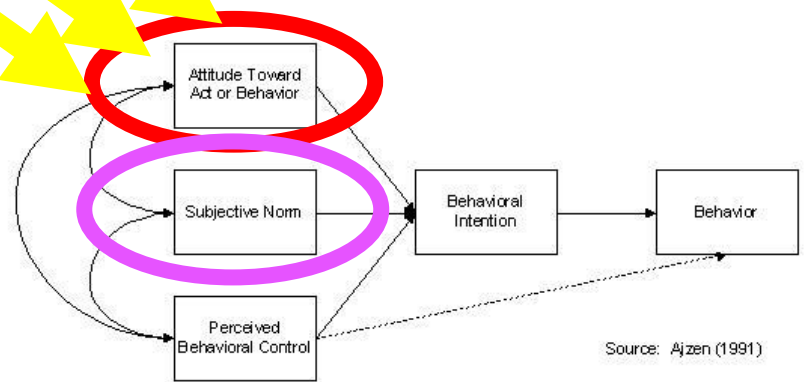 Attitude Toward
Act or Behavior
Subjective Norm
Behavioral
Intention
Behavior
Perceived
Behavioral Control
Source: Ajzen (1991)